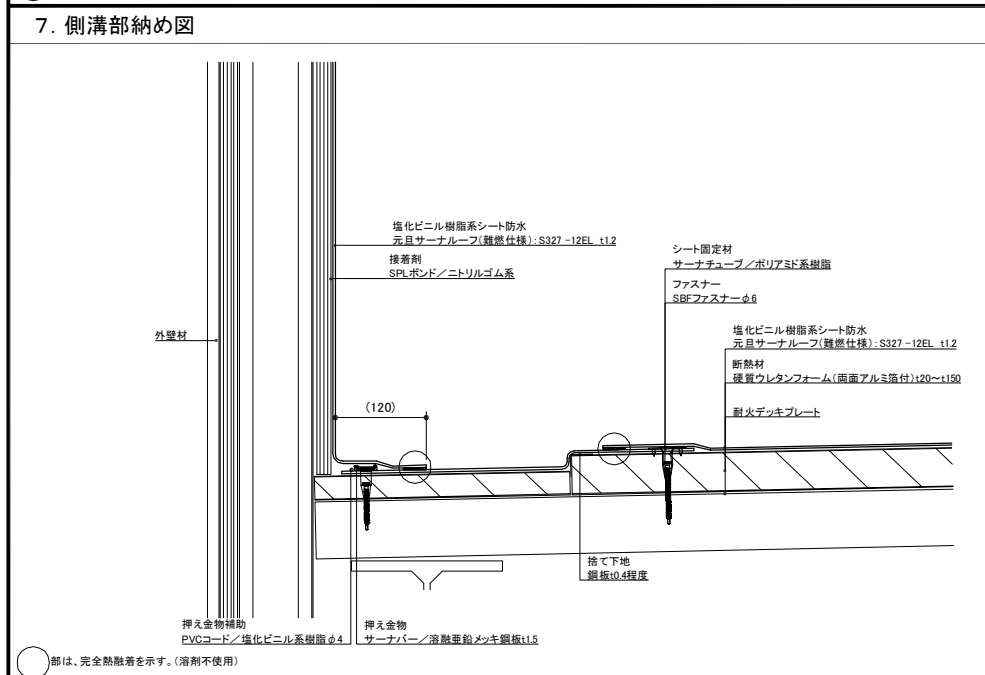 7. 側溝部納め図
塩化ビニル樹脂系シート防水
元旦サーナルーフ(難燃仕様):S327-12EL t1.2
接着剤
SPLボンド/ニトリルゴム系
シート固定材
サーナチューブ/ポリアミド系樹脂
ファスナー
SBFファスナーφ6
外壁材
塩化ビニル樹脂系シート防水
元旦サーナルーフ(難燃仕様):S327-12EL t1.2
断熱材
硬質ウレタンフォーム(両面アルミ箔付)t20~t150
耐火デッキプレート
(120)
捨て下地
鋼板t0.4程度
押え金物補助
PVCコード/塩化ビニル系樹脂φ4
押え金物
サーナバー/溶融亜鉛メッキ鋼板t1.5
部は、完全熱融着を示す。(溶剤不使用)